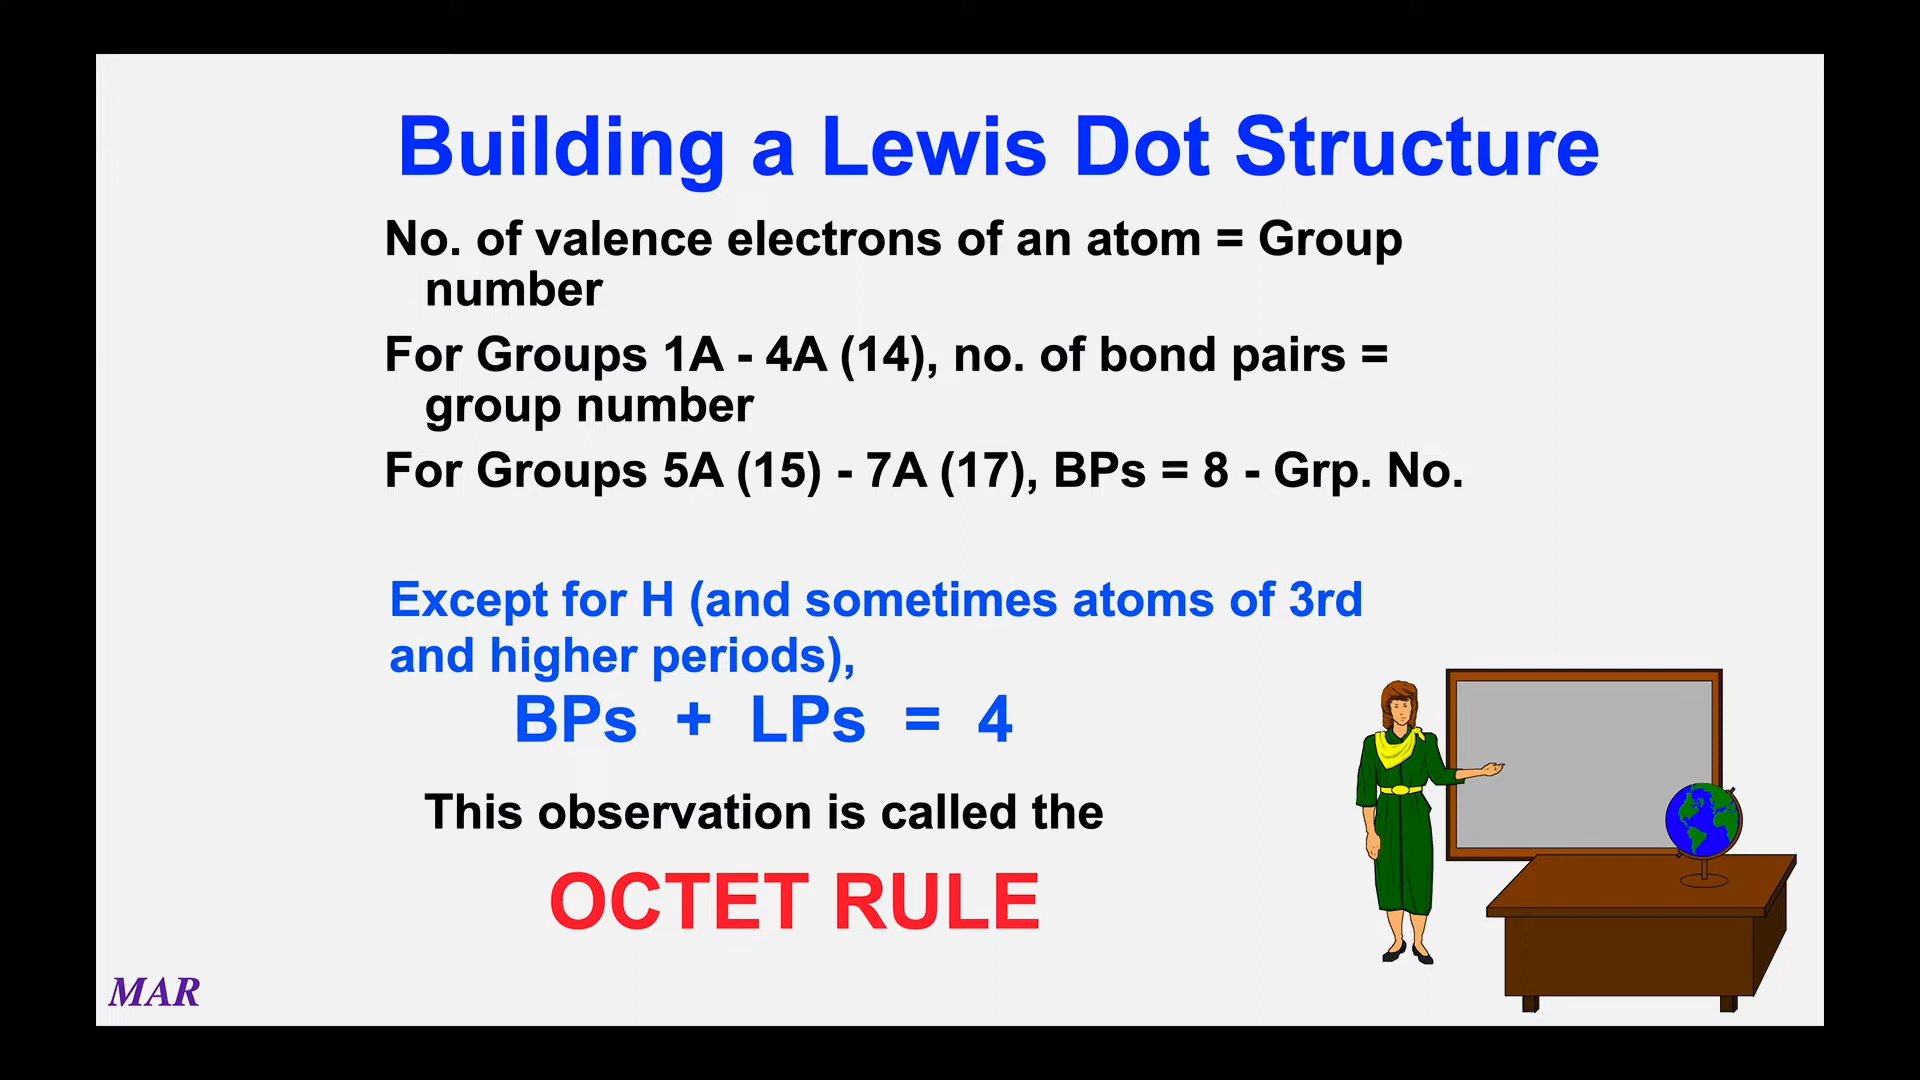 Building a Lewis Dot Structure
No. of valence electrons of an atom = Group
number
For Groups 1A - 4A (14), no. of bond pairs =
group number
For Groups 5A (15) - 7A (17), BPs = 8 - Grp. No.
Except for H (and sometimes atoms of 3rd
and higher periods),
BPs + LPs = 4
This observation is called the
OCTET RULE
MAR